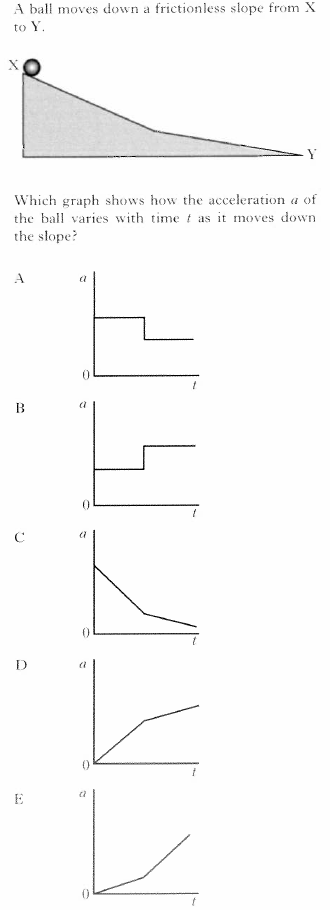 A ball moves down a frictionless slope from X
to Y.
X
Y
Which graph shows how the acceleration a of
the ball varies with time t as it moves down
the slope?
A
a
0
t
B
a
0
t
C
a
0
t
D
a
0
t
E
a
0
t